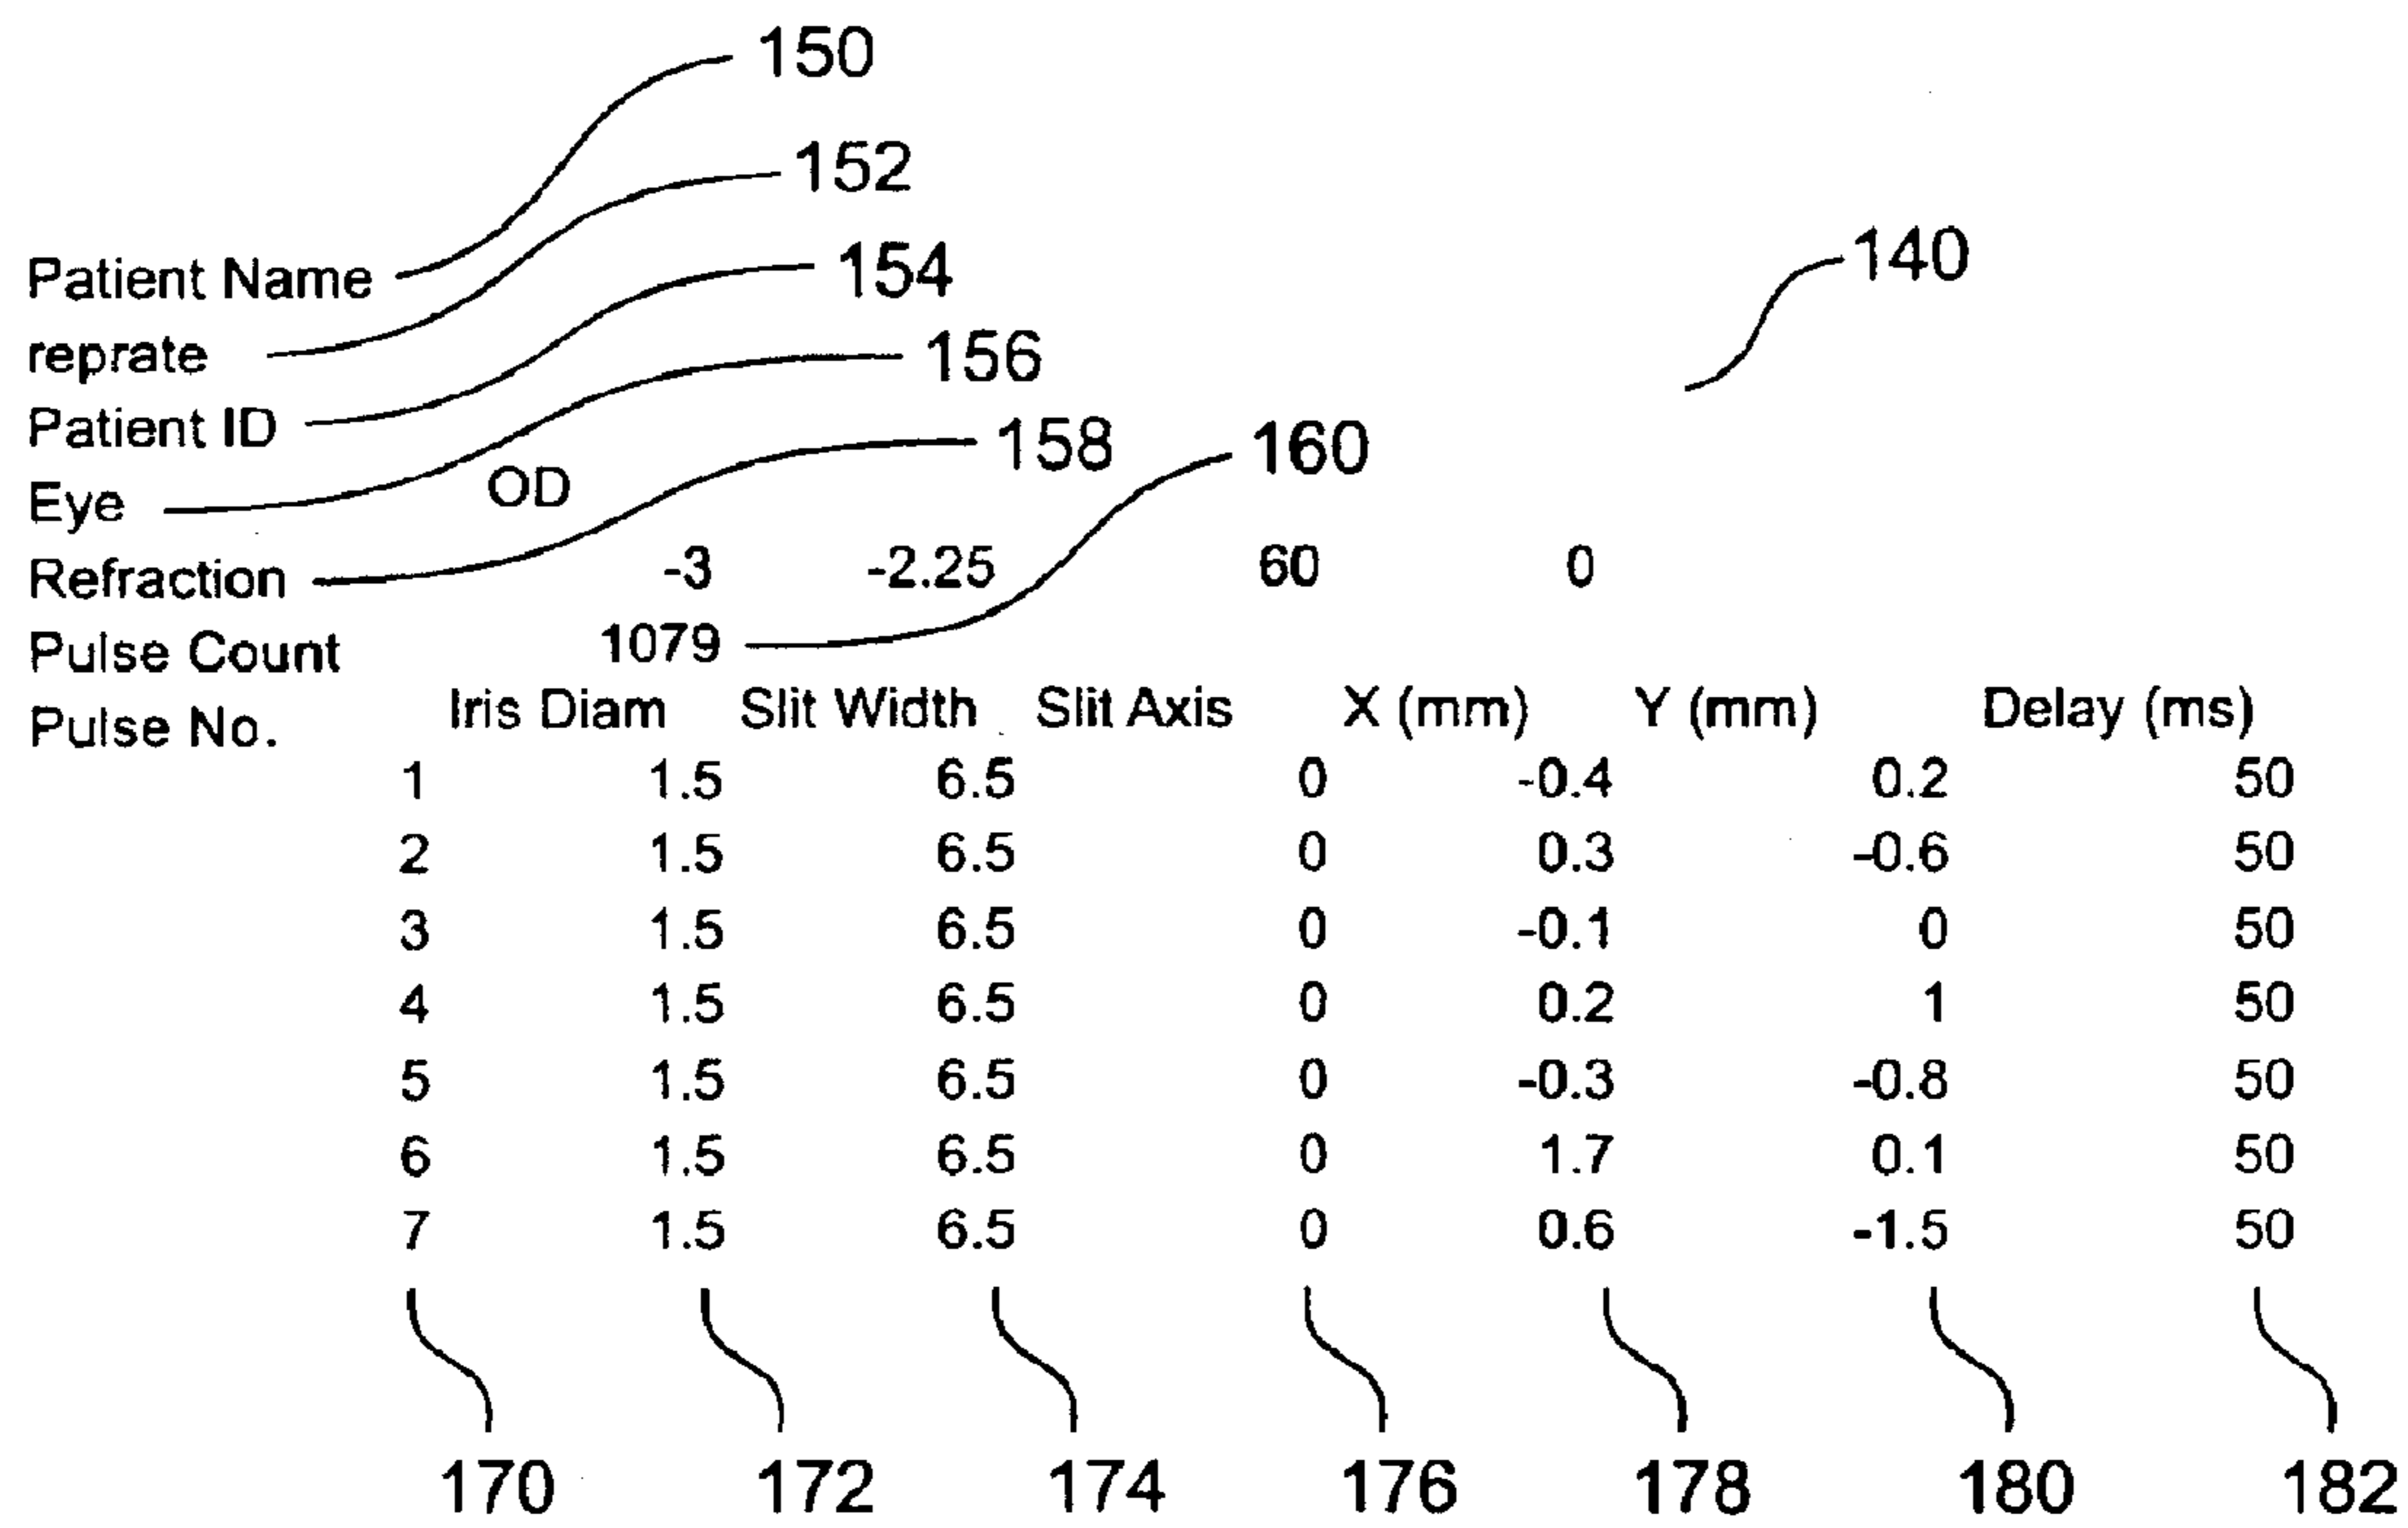 150
152
Patient Name 154 140
reprate 156
Patient ID 158 160
Eye OD
Refraction -3 -2.25 60 0
Pulse Count 1079
Pulse No. Iris Diam Slit Width Slit Axis X (mm) Y (mm) Delay (ms)
1 1.5 6.5 0 -0.4 0.2 50
2 1.5 6.5 0 0.3 -0.6 50
3 1.5 6.5 0 -0.1 0 50
4 1.5 6.5 0 0.2 1 50
5 1.5 6.5 0 -0.3 -0.8 50
6 1.5 6.5 0 1.7 0.1 50
7 1.5 6.5 0 0.6 -1.5 50
170 172 174 176 178 180 182